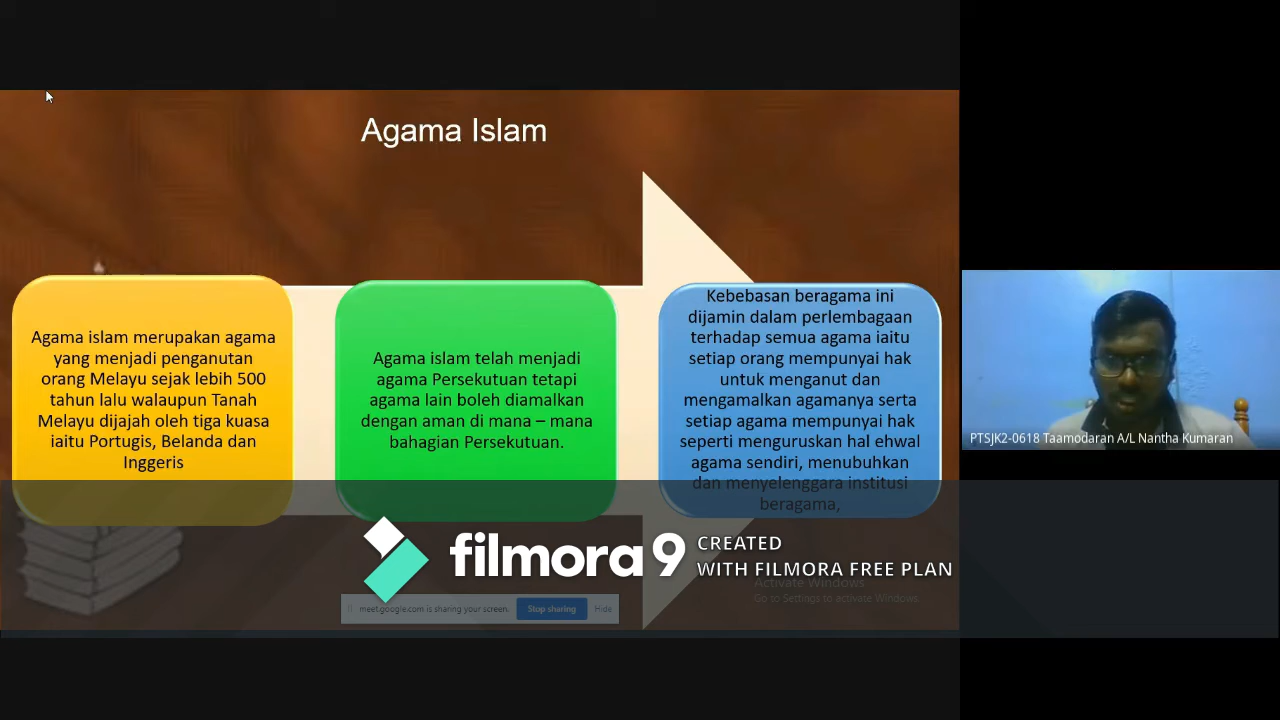 Agama Islam
Agama islam merupakan agama
yang menjadi penganutan
orang Melayu sejak lebih 500
tahun lalu walaupun Tanah
Melayu dijajah oleh tiga kuasa
iaitu Portugis, Belanda dan
Inggeris
Agama islam telah menjadi
agama Persekutuan tetapi
agama lain boleh diamalkan
dengan aman di mana – mana
bahagian Persekutuan.
Kebebasan beragama ini
dijamin dalam perlembagaan
terhadap semua agama iaitu
setiap orang mempunyai hak
untuk menganut dan
mengamalkan agamanya serta
setiap agama mempunyai hak
seperti menguruskan hal ehwal
agama sendiri, menubuhkan
dan menyelenggara institusi
beragama,
PTSJK2-0618 Taamodaran A/L Nantha Kumaran
filmora9
CREATED
WITH FILMORA FREE PLAN
Activate Windows
Go to Settings to activate Windows.
meet.google.com is sharing your screen.
Stop sharing
Hide